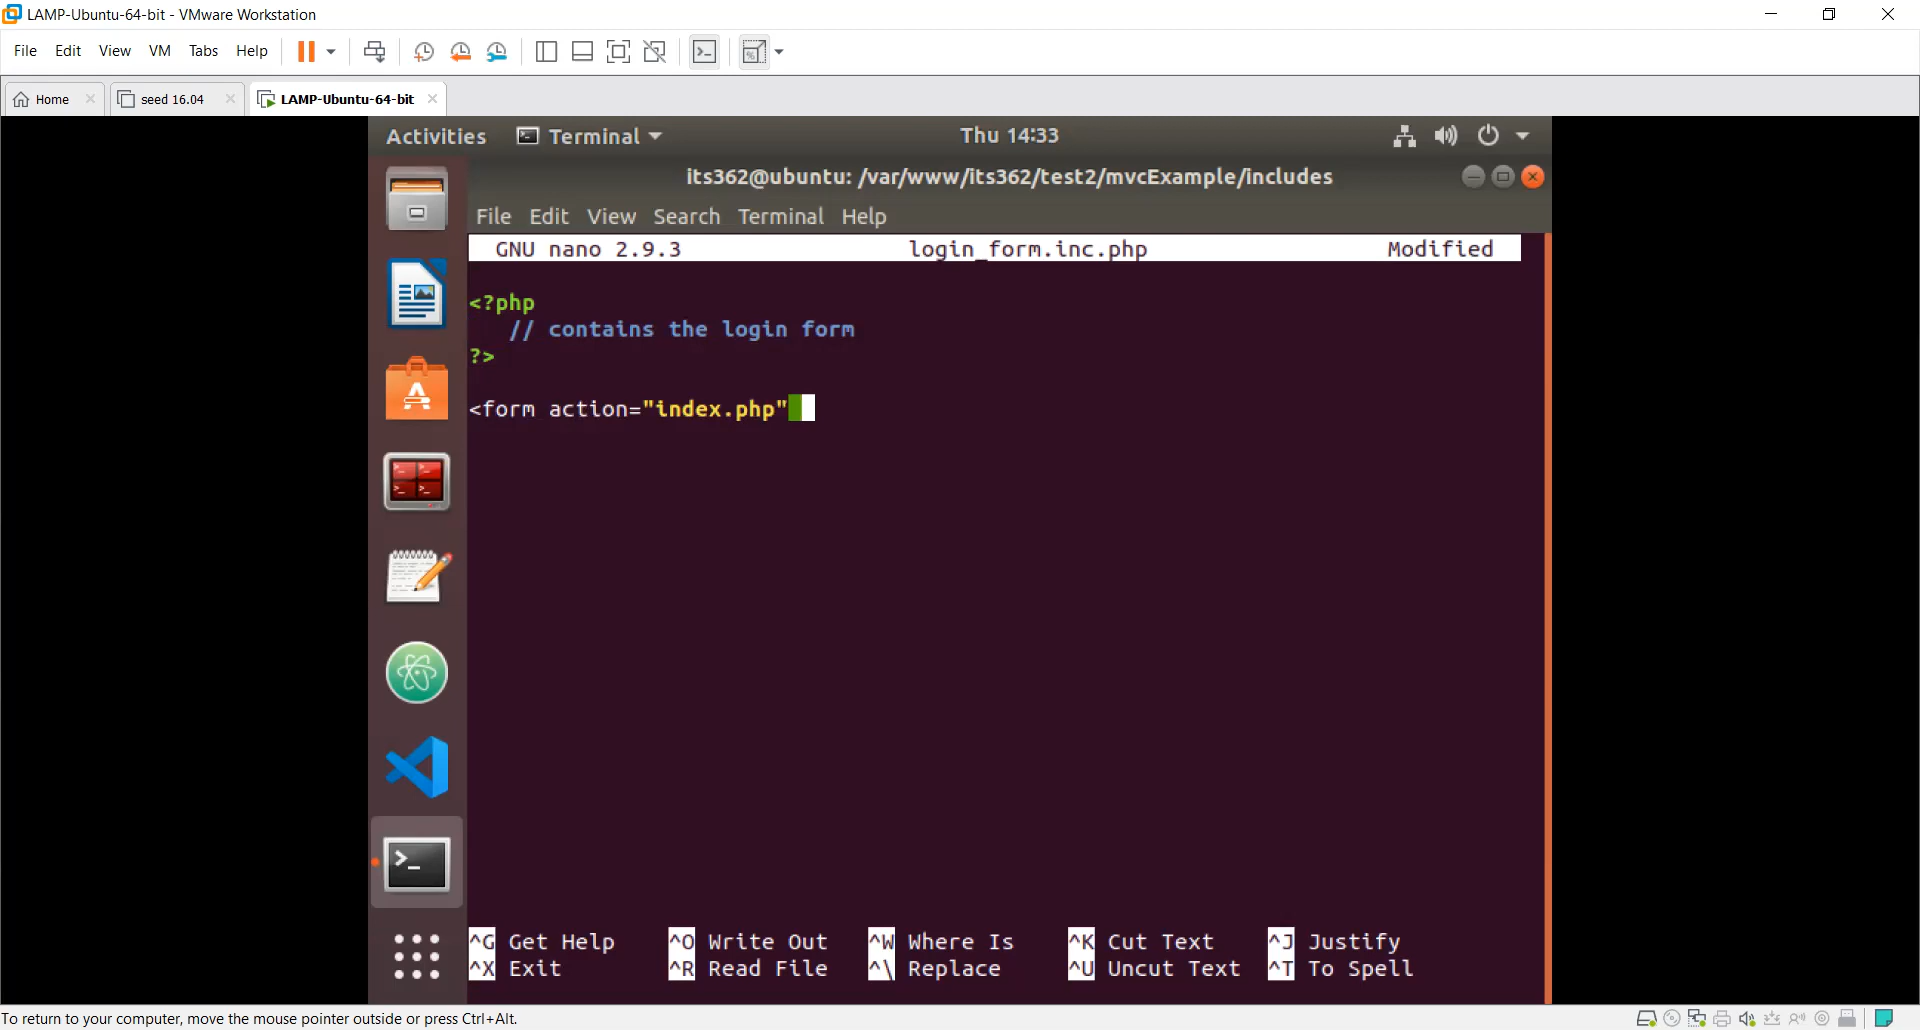 LAMP-Ubuntu-64-bit - VMware Workstation
File Edit View VM Tabs Help
Home seed 16.04 LAMP-Ubuntu-64-bit
Activities Terminal Thu 14:33
its362@ubuntu: /var/www/its362/test2/mvcExample/includes
File Edit View Search Terminal Help
GNU nano 2.9.3 login_form.inc.php Modified
<?php
// contains the login form
?>
<form action="index.php"
^G Get Help ^O Write Out ^W Where Is ^K Cut Text ^J Justify
^X Exit ^R Read File ^\ Replace ^U Uncut Text ^T To Spell
To return to your computer, move the mouse pointer outside or press Ctrl+Alt.